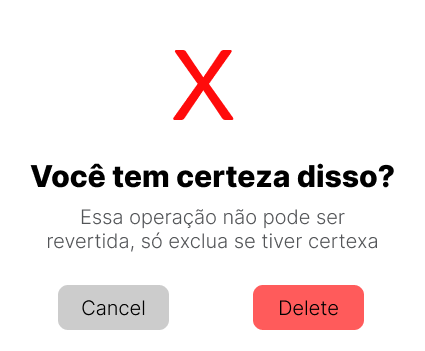 X
Você tem certeza disso?
Essa operação não pode ser
revertida, só exclua se tiver certexa
Cancel
Delete